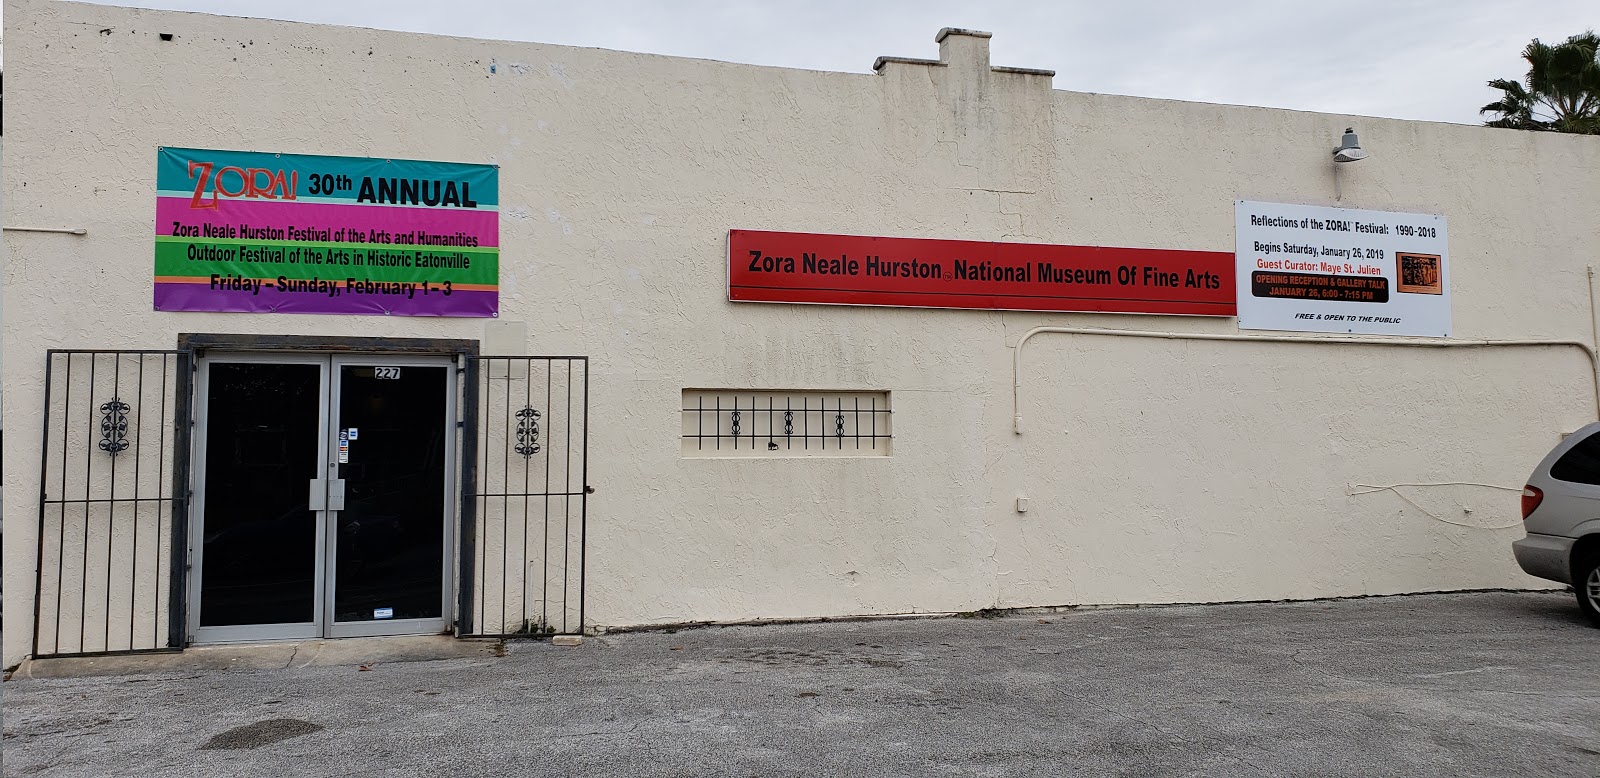 ZORA! 30th ANNUAL
Zora Neale Hurston Festival of the Arts and Humanities
Outdoor Festival of the Arts in Historic Eatonville
Friday – Sunday, February 1 – 3
227
Zora Neale Hurston National Museum Of Fine Arts
Reflections of the ZORA!™ Festival: 1990-2018
Begins Saturday, January 26, 2019
Guest Curator: Maye St. Julien
OPENING RECEPTION & GALLERY TALK
JANUARY 26, 6:00 - 7:15 PM
FREE & OPEN TO THE PUBLIC